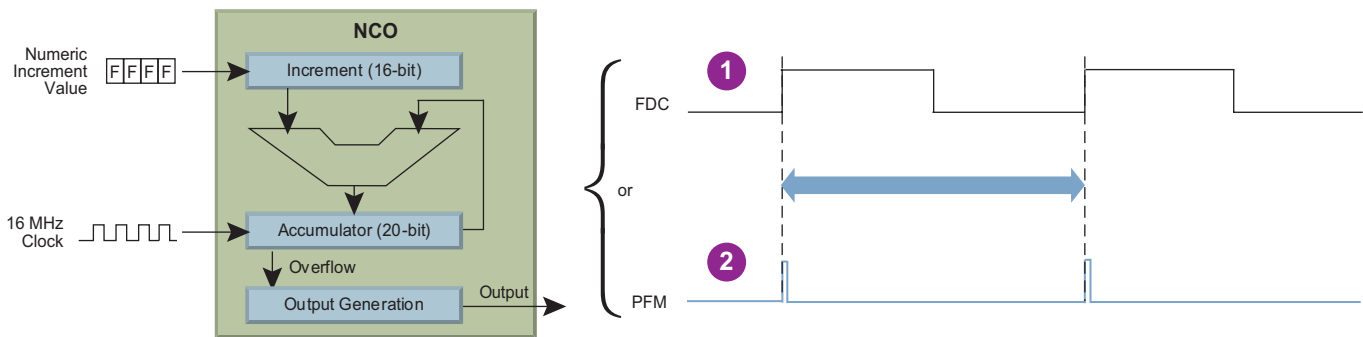 NCO
Numeric
Increment
Value
F F F F
Increment (16-bit)
16 MHz
Clock
Accumulator (20-bit)
Overflow
Output Generation
Output
1
FDC
or
2
PFM